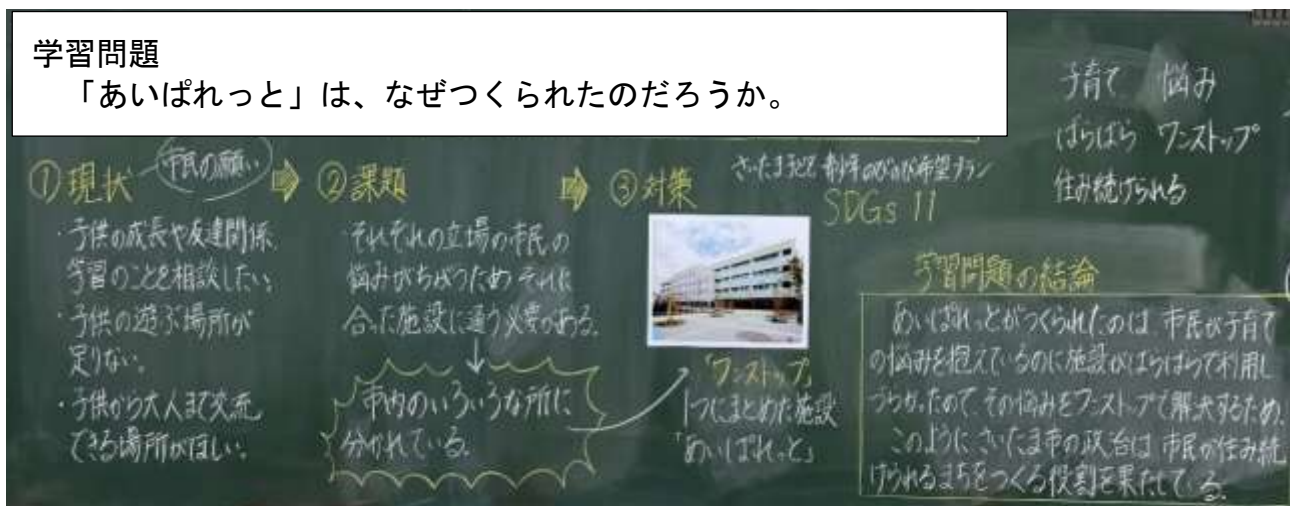 学習問題
「あいぱれっと」は、なぜつくられたのだろうか。
①現状
市民の願い
・子供の成長や友達関係、
学習のことを相談したい。
・子供の遊ぶ場所が
足りない。
・子供から大人まで交流
できる場所がほしい。
②課題
それぞれの立場の市民の
悩みがちがうため それに
合った施設に通う必要がある。
市内のいろいろな所に
分かれている。
③対策
さいたま子ども青少年のびのび希望プラン
SDGs 11
「ワンストップ」
1つにまとめた施設
「あいぱれっと」
子育て 悩み
ばらばら ワンストップ
住み続けられる
学習問題の結論
あいぱれっとがつくられたのは 市民が子育て
の悩みを抱えているのに施設がばらばらで利用し
づらかったので その悩みをワンストップで解決するため。
このように さいたま市の政治は 市民が住み続
けられるまちをつくる役割を果たしている。